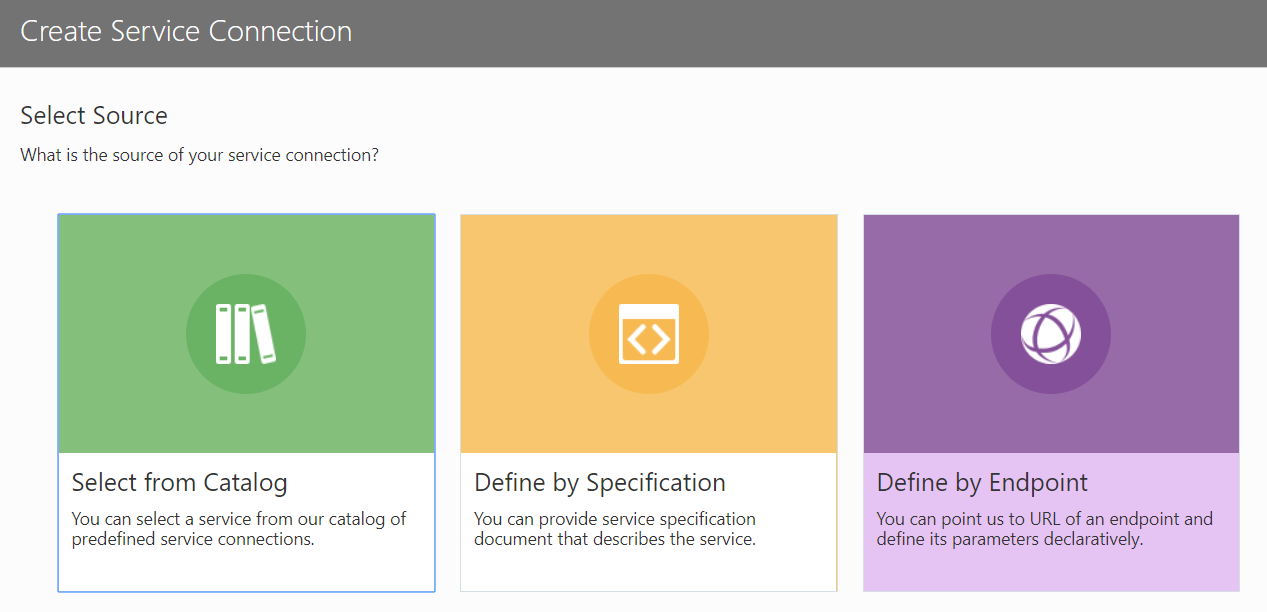 Create Service Connection
Select Source
What is the source of your service connection?
Select from Catalog
You can select a service from our catalog of
predefined service connections.
Define by Specification
You can provide service specification
document that describes the service.
Define by Endpoint
You can point us to URL of an endpoint and
define its parameters declaratively.